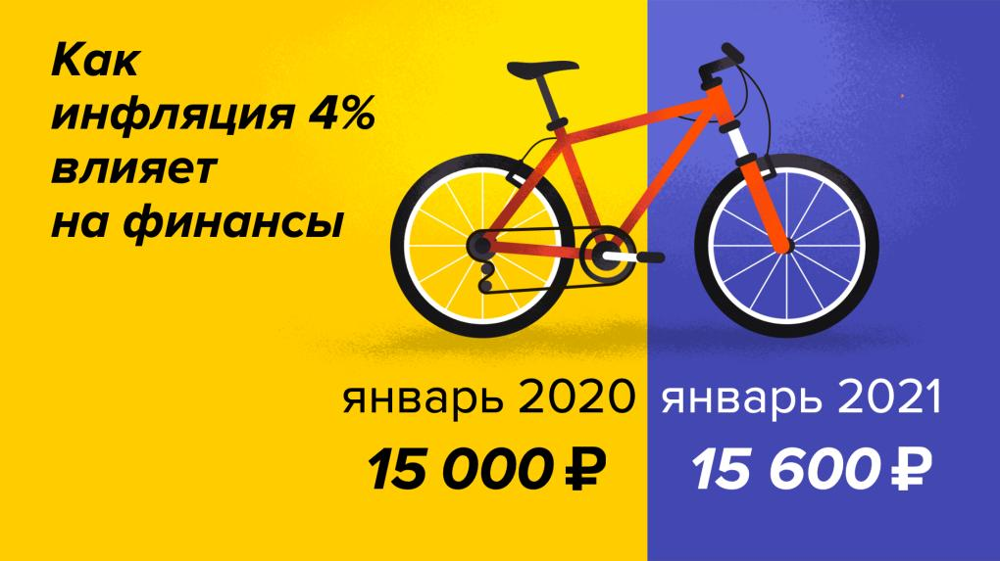 Как
инфляция 4%
влияет
на финансы
январь 2020
15 000 ₽
январь 2021
15 600 ₽